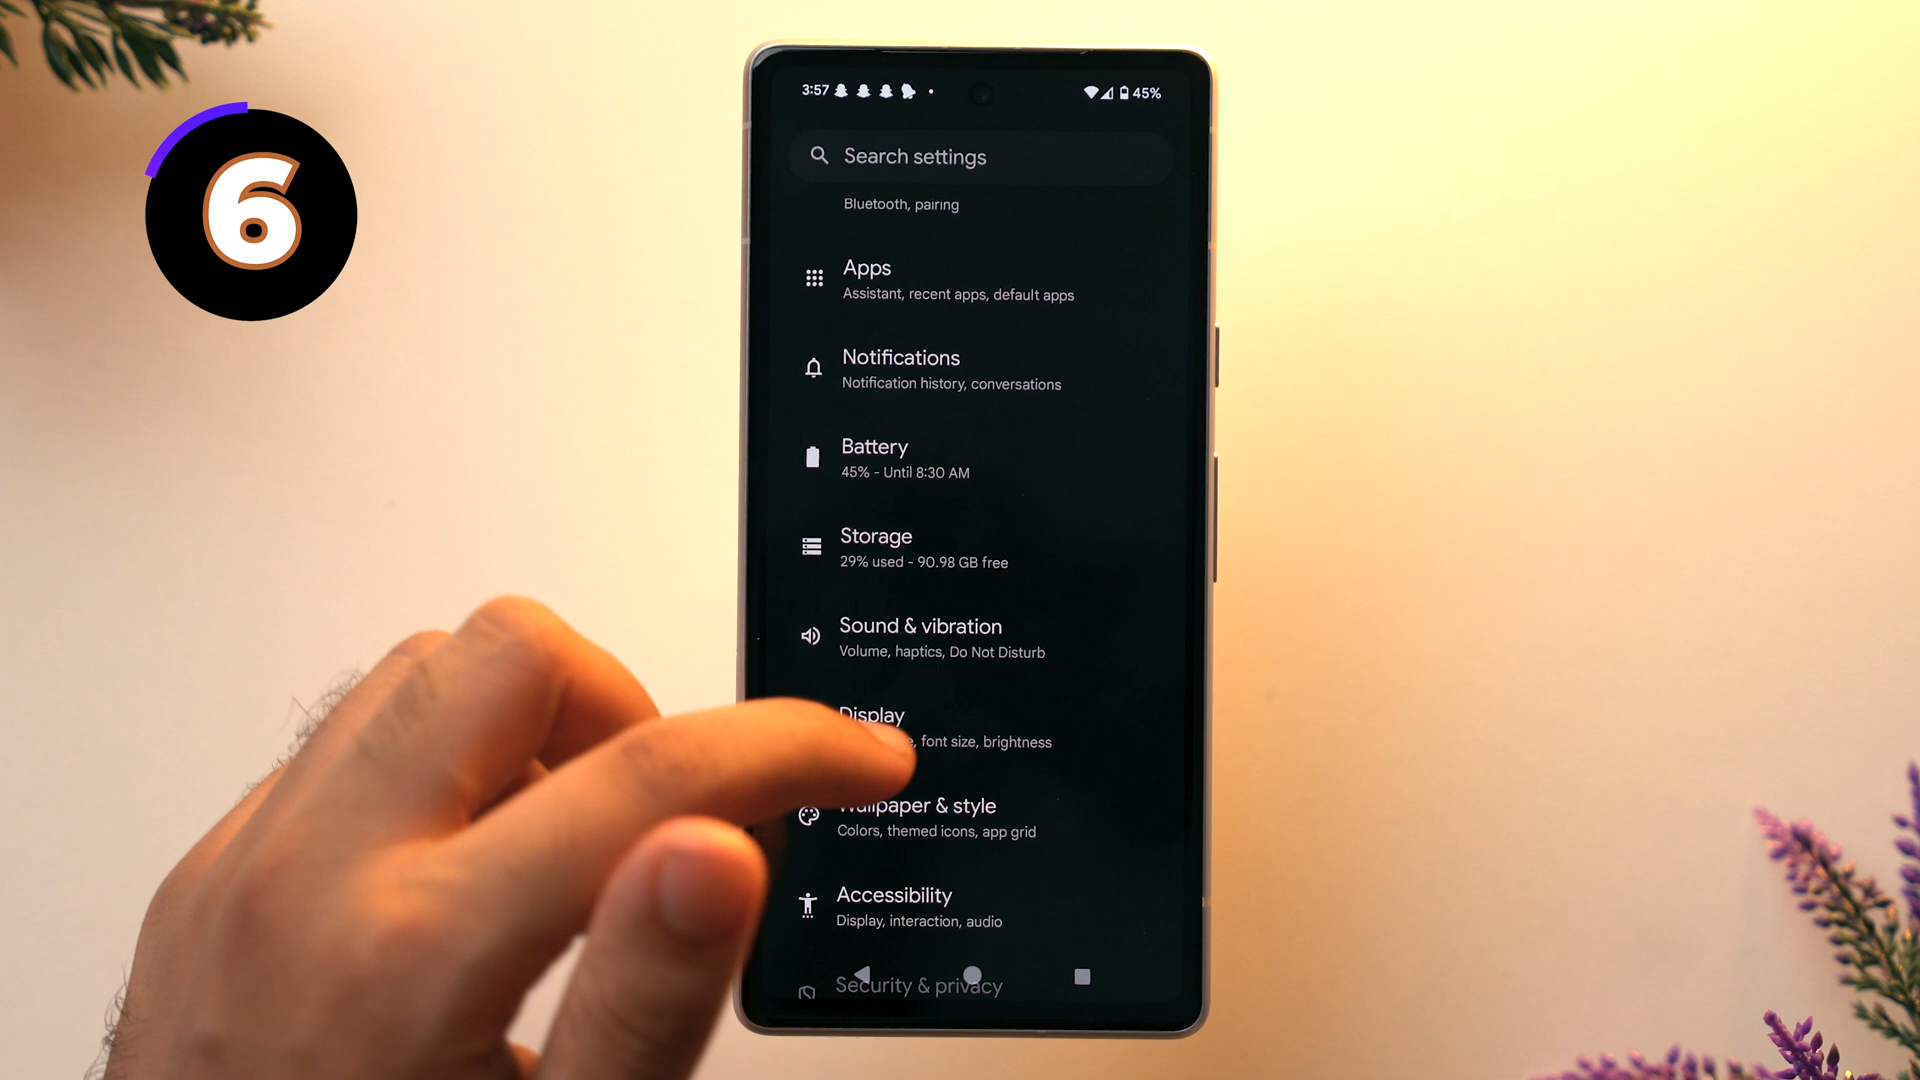 6
3:57
45%
Search settings
Bluetooth, pairing
Apps
Assistant, recent apps, default apps
Notifications
Notification history, conversations
Battery
45% - Until 8:30 AM
Storage
29% used - 90.98 GB free
Sound & vibration
Volume, haptics, Do Not Disturb
Display
font size, brightness
Wallpaper & style
Colors, themed icons, app grid
Accessibility
Display, interaction, audio
Security & privacy